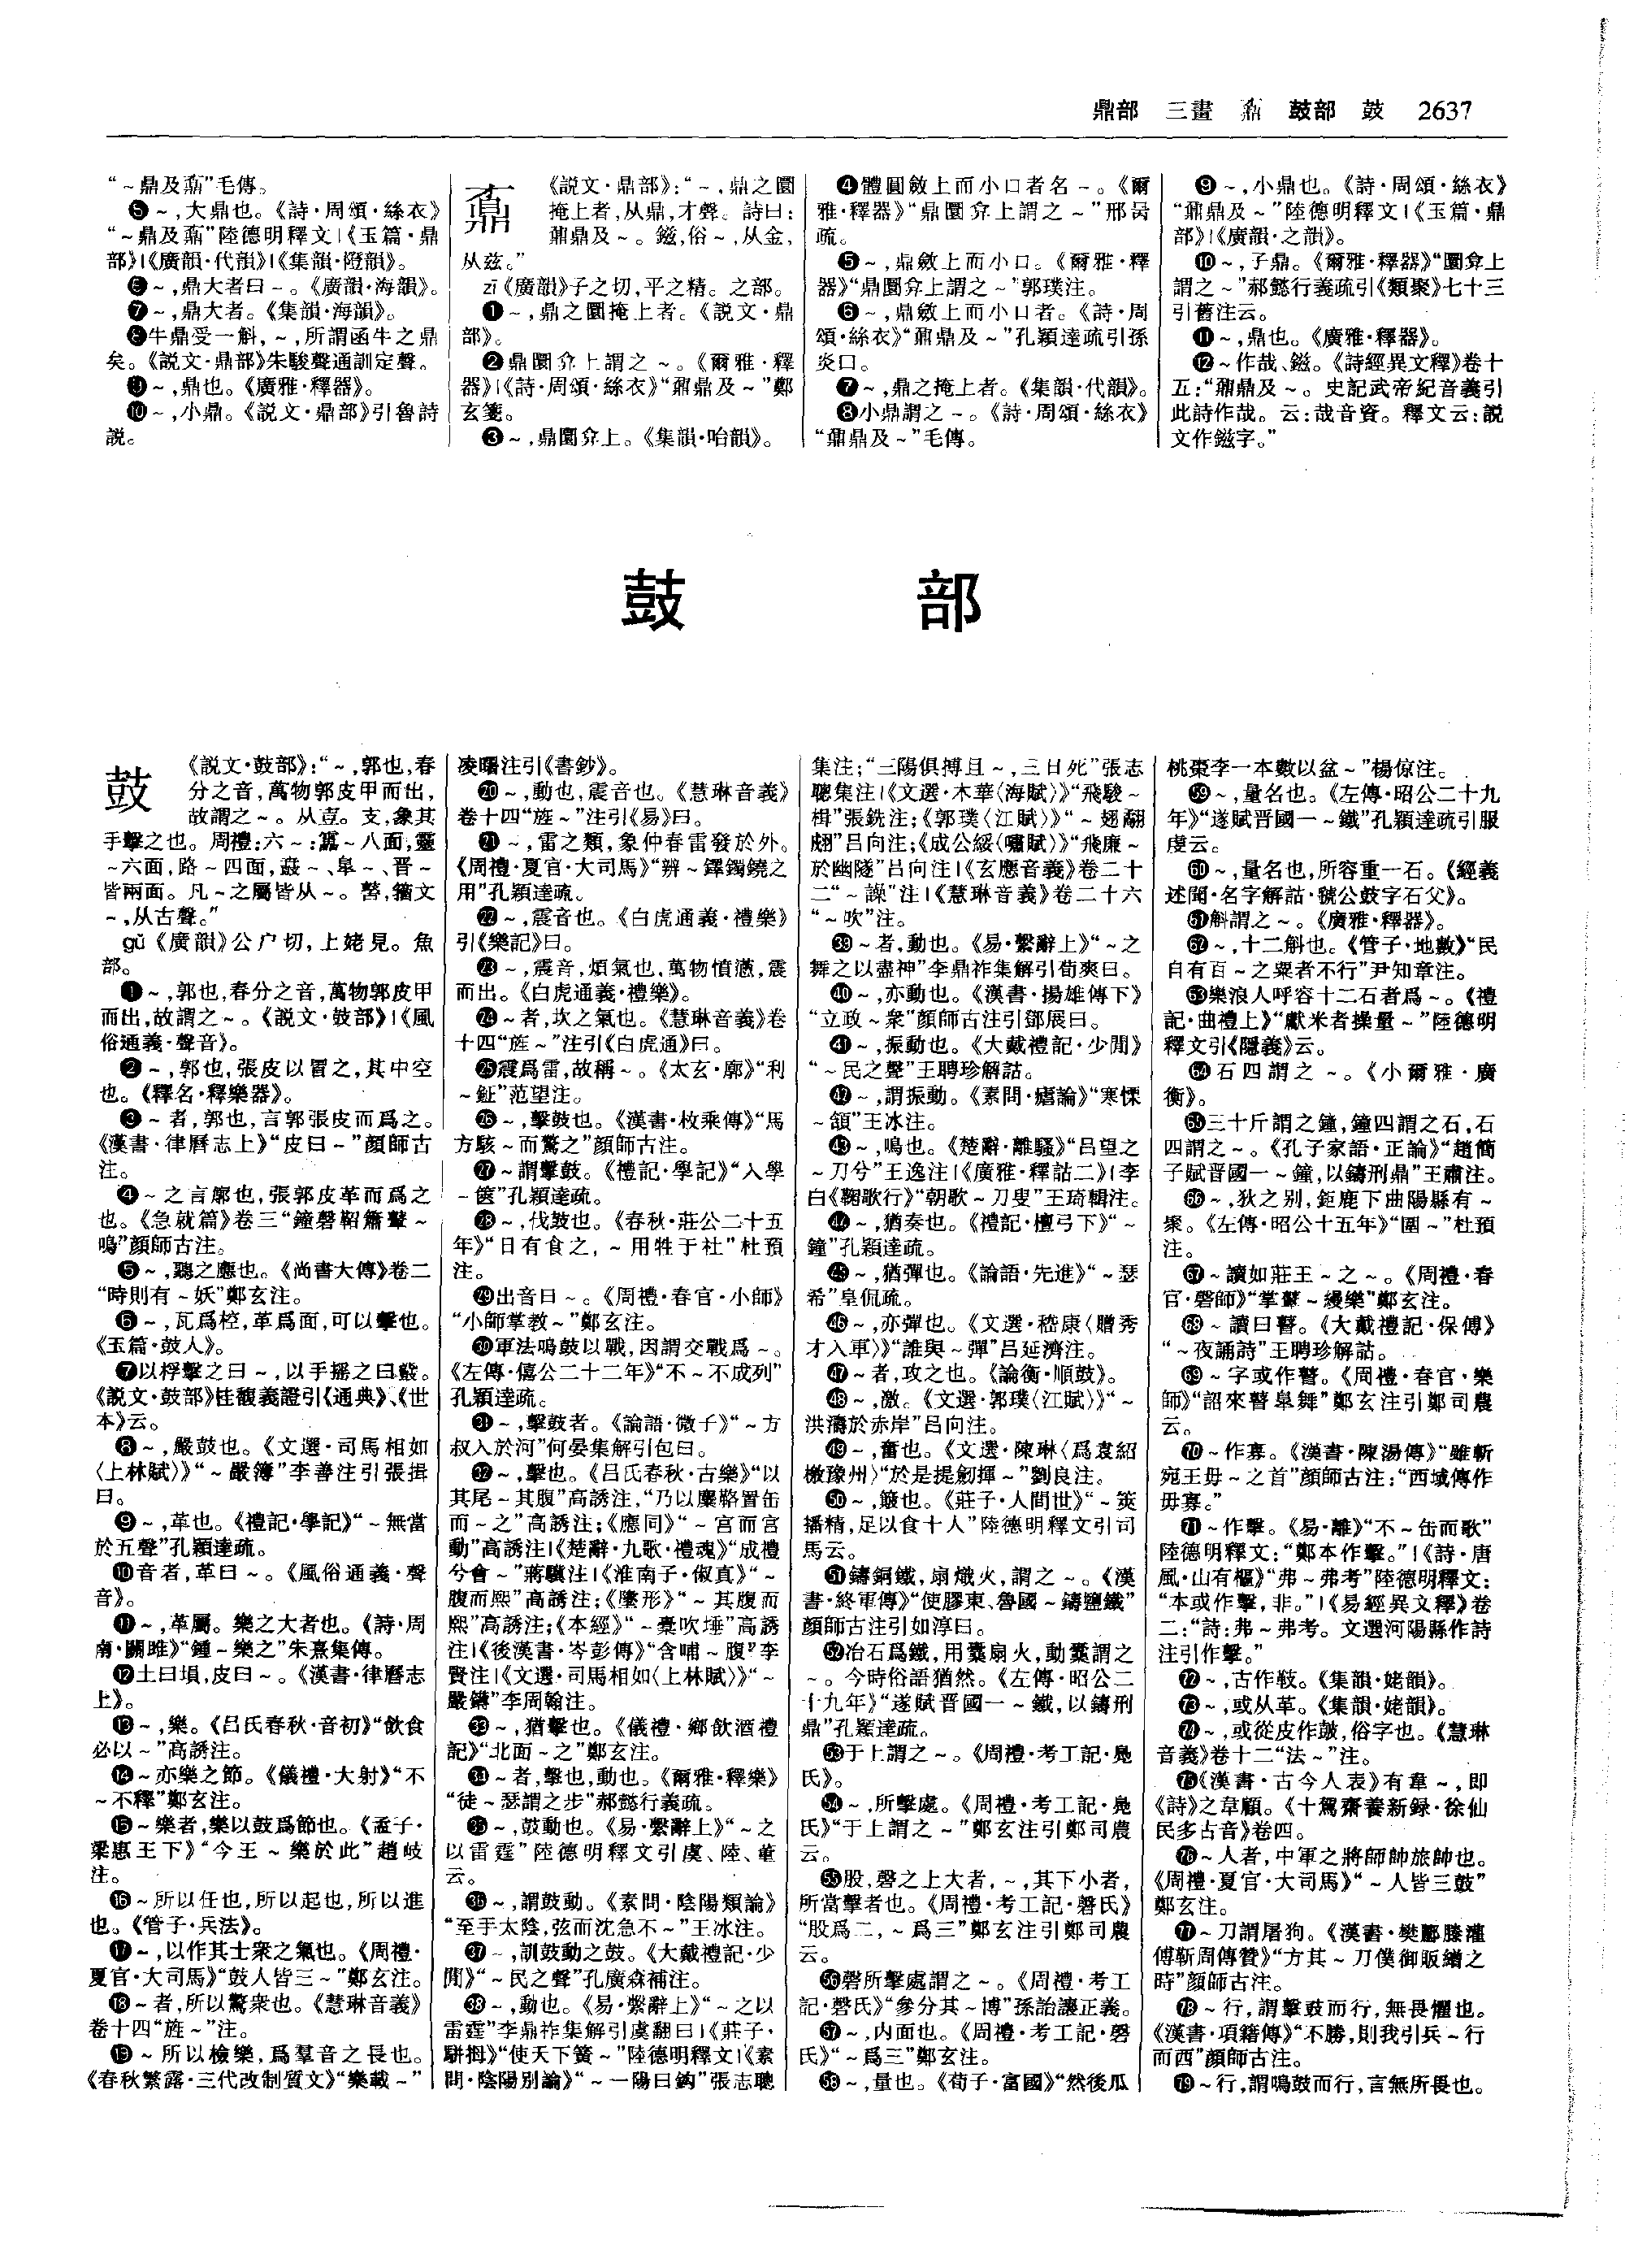 鼎部 三畫 鼒 鼓部 鼓 2637
“～鼎及鼒”毛傳。
❺～,大鼎也。《詩·周頌·絲衣》
“～鼎及鼒”陸德明釋文|《玉篇·鼎
部》|《廣韻·代韻》|《集韻·隥韻》。
❻～,鼎大者曰～。《廣韻·海韻》。
❼～,鼎大者。《集韻·海韻》。
❽牛鼎受一斛,～,所謂函牛之鼎
矣。《説文·鼎部》朱駿聲通訓定聲。
❾～,鼎也。《廣雅·釋器》。
❿～,小鼎。《説文·鼎部》引魯詩
説。
鼒
《説文·鼎部》:“～,鼎之圜
掩上者,从鼎,才聲。詩曰:
鼐鼎及～。鎡,俗～,从金,
从兹。”
zī《廣韻》子之切,平之精。之部。
❶～,鼎之圜掩上者。《説文·鼎
部》。
❷鼎圜弇上謂之～。《爾雅·釋
器》|《詩·周頌·絲衣》“鼐鼎及～”鄭
玄箋。
❸～,鼎圜弇上。《集韻·咍韻》。
❹體圓斂上而小口者名～。《爾
雅·釋器》“鼎圜弇上謂之～”邢昺
疏。
❺～,鼎斂上而小口。《爾雅·釋
器》“鼎圜弇上謂之～”郭璞注。
❻～,鼎斂上而小口者。《詩·周
頌·絲衣》“鼐鼎及～”孔穎達疏引孫
炎曰。
❼～,鼎之掩上者。《集韻·代韻》。
❽小鼎謂之～。《詩·周頌·絲衣》
“鼐鼎及～”毛傳。
❾～,小鼎也。《詩·周頌·絲衣》
“鼐鼎及～”陸德明釋文|《玉篇·鼎
部》|《廣韻·之韻》。
❿～,子鼎。《爾雅·釋器》“圜弇上
謂之～”郝懿行義疏引《類聚》七十三
引舊注云。
⓫～,鼎也。《廣雅·釋器》。
⓬～作哉、鎡。《詩經異文釋》卷十
五:“鼐鼎及～。史記武帝紀音義引
此詩作哉。云:哉音資。釋文云:説
文作鎡字。”
鼓 部
鼓
《説文·鼓部》:“～,郭也,春
分之音,萬物郭皮甲而出,
故謂之～。从壴。支,象其
手擊之也。周禮:六～:靁～八面,靈
～六面,路～四面,鼖～、臯～、晉～
皆兩面。凡～之屬皆从～。𪔐,籀文
～,从古聲。”
gǔ《廣韻》公户切,上姥見。魚
部。
❶～,郭也,春分之音,萬物郭皮甲
而出,故謂之～。《説文·鼓部》|《風
俗通義·聲音》。
❷～,郭也,張皮以冒之,其中空
也。《釋名·釋樂器》。
❸～者,郭也,言郭張皮而爲之。
《漢書·律曆志上》“皮曰～”顔師古
注。
❹～之言廓也,張郭皮革而爲之
也。《急就篇》卷三“鐘磬鞀簫鼙～
鳴”顔師古注。
❺～,聽之應也。《尚書大傳》卷二
“時則有～妖”鄭玄注。
❻～,瓦爲椌,革爲面,可以擊也。
《玉篇·鼓人》。
❼以桴擊之曰～,以手摇之曰鼗。
《説文·鼓部》桂馥義證引《通典》、《世
本》云。
❽～,嚴鼓也。《文選·司馬相如
〈上林賦〉》“～嚴簿”李善注引張揖
曰。
❾～,革也。《禮記·學記》“～無當
於五聲”孔穎達疏。
❿音者,革曰～。《風俗通義·聲
音》。
⓫～,革屬。樂之大者也。《詩·周
南·關雎》“鍾～樂之”朱熹集傳。
⓬土曰塤,皮曰～。《漢書·律曆志
上》。
⓭～,樂。《吕氏春秋·音初》“飲食
必以～”高誘注。
⓮～亦樂之節。《儀禮·大射》“不
～不釋”鄭玄注。
⓯～樂者,樂以鼓爲節也。《孟子·
梁惠王下》“今王～樂於此”趙岐
注。
⓰～所以任也,所以起也,所以進
也。《管子·兵法》。
⓱～,以作其士衆之氣也。《周禮·
夏官·大司馬》“鼓人皆三～”鄭玄注。
⓲～者,所以驚衆也。《慧琳音義》
卷十四“旌～”注。
⓳～所以檢樂,爲羣音之長也。
《春秋繁露·三代改制質文》“樂載～”
凌曙注引《書鈔》。
⓴～,動也,震音也。《慧琳音義》
卷十四“旌～”注引《易》曰。
㉑～,雷之類,象仲春雷發於外。
《周禮·夏官·大司馬》“辨～鐸鐲鐃之
用”孔穎達疏。
㉒～,震音也。《白虎通義·禮樂》
引《樂記》曰。
㉓～,震音,煩氣也,萬物憤懣,震
而出。《白虎通義·禮樂》。
㉔～者,坎之氣也。《慧琳音義》卷
十四“旌～”注引《白虎通》曰。
㉕震爲雷,故稱～。《太玄·廓》“利
～鉦”范望注。
㉖～,擊鼓也。《漢書·枚乘傳》“馬
方駭～而驚之”顔師古注。
㉗～謂擊鼓。《禮記·學記》“入學
～篋”孔穎達疏。
㉘～,伐鼓也。《春秋·莊公二十五
年》“日有食之,～用牲于社”杜預
注。
㉙出音曰～。《周禮·春官·小師》
“小師掌教～”鄭玄注。
㉚軍法鳴鼓以戰,因謂交戰爲～。
《左傳·僖公二十二年》“不～不成列”
孔穎達疏。
㉛～,擊鼓者。《論語·微子》“～方
叔入於河”何晏集解引包曰。
㉜～,擊也。《吕氏春秋·古樂》“以
其尾～其腹”高誘注,“乃以麋䩹置缶
而～之”高誘注;《應同》“～宫而宫
動”高誘注|《楚辭·九歌·禮魂》“成禮
兮會～”蔣驥注|《淮南子·俶真》“～
腹而熙”高誘注;《墬形》“～其腹而
熙”高誘注;《本經》“～橐吹埵”高誘
注|《後漢書·岑彭傳》“含哺～腹”李
賢注|《文選·司馬相如〈上林賦〉》“～
嚴簿”李周翰注。
㉝～,猶擊也。《儀禮·鄉飲酒禮
記》“北面～之”鄭玄注。
㉞～者,擊也,動也。《爾雅·釋樂》
“徒～瑟謂之步”郝懿行義疏。
㉟～,鼓動也。《易·繫辭上》“～之
以雷霆”陸德明釋文引虞、陸、董
云。
㊱～,謂鼓動。《素問·陰陽類論》
“至手太陰,弦而沈急不～”王冰注。
㊲～,訓鼓動之鼓。《大戴禮記·少
閒》“～民之聲”孔廣森補注。
㊳～,動也。《易·繫辭上》“～之以
雷霆”李鼎祚集解引虞翻曰|《莊子·
駢拇》“使天下簧～”陸德明釋文|《素
問·陰陽别論》“～一陽曰鈎”張志聰
集注;“三陽俱搏且～,三日死”張志
聰集注|《文選·木華〈海賦〉》“飛駿～
楫”張銑注;《郭璞〈江賦〉》“～翅翮
䎗”吕向注;《成公綏〈嘯賦〉》“飛廉～
於幽隧”吕向注|《玄應音義》卷二十
二“～譟”注|《慧琳音義》卷二十六
“～吹”注。
㊴～者,動也。《易·繫辭上》“～之
舞之以盡神”李鼎祚集解引荀爽曰。
㊵～,亦動也。《漢書·揚雄傳下》
“立政～衆”顔師古注引鄧展曰。
㊶～,振動也。《大戴禮記·少閒》
“～民之聲”王聘珍解詁。
㊷～,謂振動。《素問·瘧論》“寒慄
～頷”王冰注。
㊸～,鳴也。《楚辭·離騷》“吕望之
～刀兮”王逸注|《廣雅·釋詁二》|李
白《鞠歌行》“朝歌～刀叟”王琦輯注。
㊹～,猶奏也。《禮記·檀弓下》“～
鐘”孔穎達疏。
㊺～,猶彈也。《論語·先進》“～瑟
希”皇侃疏。
㊻～,亦彈也。《文選·嵇康〈贈秀
才入軍〉》“誰與～彈”吕延濟注。
㊼～者,攻之也。《論衡·順鼓》。
㊽～,激。《文選·郭璞〈江賦〉》“～
洪濤於赤岸”吕向注。
㊾～,奮也。《文選·陳琳〈爲袁紹
檄豫州〉“於是提劒揮～”劉良注。
㊿～,簸也。《莊子·人間世》“～筴
播精,足以食十人”陸德明釋文引司
馬云。
51鑄銅鐵,扇熾火,謂之～。《漢
書·終軍傳》“使膠東、魯國～鑄鹽鐵”
顔師古注引如淳曰。
52冶石爲鐵,用橐扇火,動橐謂之
～。今時俗語猶然。《左傳·昭公二
十九年》“遂賦晋國一～鐵,以鑄刑
鼎”孔穎達疏。
53于上謂之～。《周禮·考工記·鳧
氏》。
54～,所擊處。《周禮·考工記·鳧
氏》“于上謂之～”鄭玄注引鄭司農
云。
55股,磬之上大者,～,其下小者,
所當擊者也。《周禮·考工記·磬氏》
“股爲二,～爲三”鄭玄注引鄭司農
云。
56磬所擊處謂之～。《周禮·考工
記·磬氏》“參分其～博”孫詒讓正義。
57～,内面也。《周禮·考工記·磬
氏》“～爲三”鄭玄注。
58～,量也。《荀子·富國》“然後瓜
桃棗李一本數以盆～”楊倞注。
59～,量名也。《左傳·昭公二十九
年》“遂賦晋國一～鐵”孔穎達疏引服
虔云。
60～,量名也,所容重一石。《經義
述聞·名字解詁·虢公鼓字石父》。
61斛謂之～。《廣雅·釋器》。
62～,十二斛也。《管子·地數》“民
自有百～之粟者不行”尹知章注。
63樂浪人呼容十二石者爲～。《禮
記·曲禮上》“獻米者操量～”陸德明
釋文引《隱義》云。
64石四謂之～。《小爾雅·廣
衡》。
65三十斤謂之鐘,鐘四謂之石,石
四謂之～。《孔子家語·正論》“趙簡
子賦晋國一～鐘,以鑄刑鼎”王肅注。
66～,狄之别,鉅鹿下曲陽縣有～
聚。《左傳·昭公十五年》“圍～”杜預
注。
67～讀如莊王～之～。《周禮·春
官·磬師》“掌鼙～縵樂”鄭玄注。
68～讀曰瞽。《大戴禮記·保傅》
“～夜誦詩”王聘珍解詁。
69～字或作瞽。《周禮·春官·樂
師》“詔來瞽臯舞”鄭玄注引鄭司農
云。
70～作寡。《漢書·陳湯傳》“雖斬
宛王毋～之首”顔師古注:“西域傳作
毋寡。”
71～作擊。《易·離》“不～缶而歌”
陸德明釋文:“鄭本作擊。”|《詩·唐
風·山有樞》“弗～弗考”陸德明釋文:
“本或作擊,非。”|《易經異文釋》卷
二:“詩:弗～弗考。文選河陽縣作詩
注引作擊。”
72～,古作鼔。《集韻·姥韻》。
73～,或从革。《集韻·姥韻》。
74～,或從皮作皷,俗字也。《慧琳
音義》卷十二“法～”注。
75《漢書·古今人表》有韋～,即
《詩》之韋顧。《十駕齋養新録·徐仙
民多古音》卷四。
76～人者,中軍之將師帥旅帥也。
《周禮·夏官·大司馬》“～人皆三鼓”
鄭玄注。
77～刀謂屠狗。《漢書·樊酈滕灌
傅靳周傳贊》“方其～刀僕御販繒之
時”顔師古注。
78～行,謂擊鼓而行,無畏懼也。
《漢書·項籍傳》“不勝,則我引兵～行
而西”顔師古注。
79～行,謂鳴鼓而行,言無所畏也。